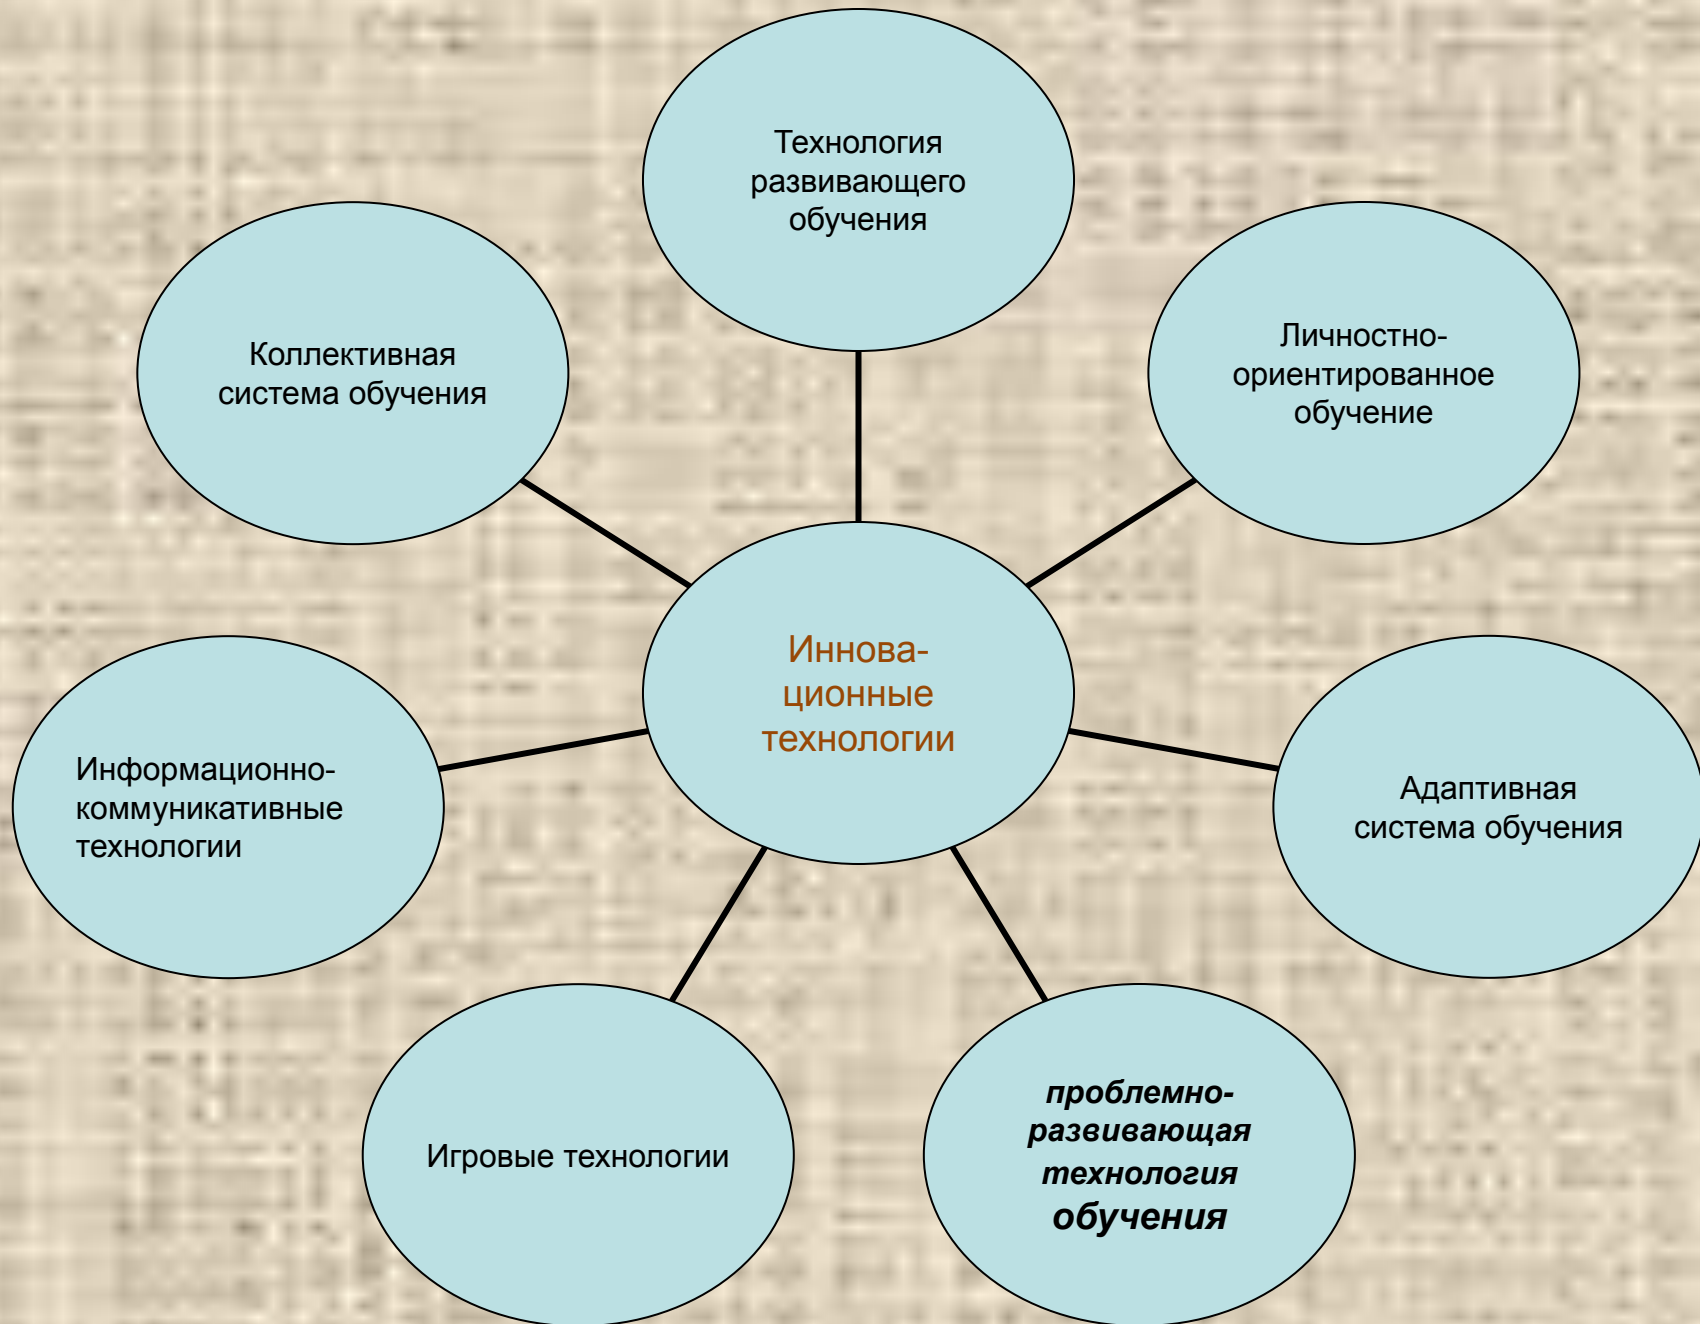 Технология
развивающего
обучения
Коллективная
система обучения
Личностно-
ориентированное
обучение
Иннова-
ционные
технологии
Информационно-
коммуникативные
технологии
Адаптивная
система обучения
Игровые технологии
проблемно-
развивающая
технология
обучения